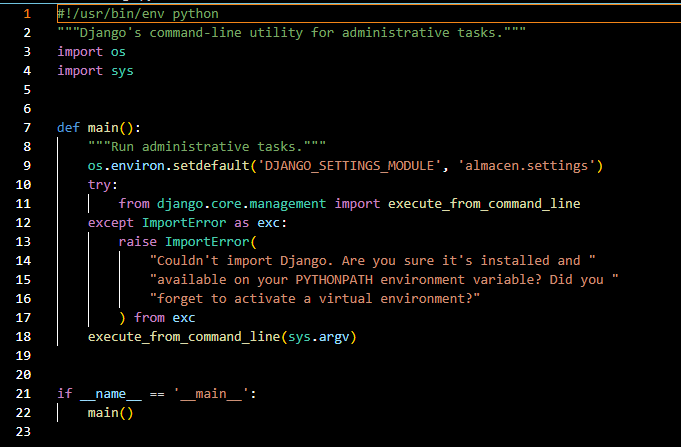 1 #!/usr/bin/env python
2 """Django's command-line utility for administrative tasks."""
3 import os
4 import sys
5
6
7 def main():
8     """Run administrative tasks."""
9     os.environ.setdefault('DJANGO_SETTINGS_MODULE', 'almacen.settings')
10     try:
11         from django.core.management import execute_from_command_line
12     except ImportError as exc:
13         raise ImportError(
14             "Couldn't import Django. Are you sure it's installed and "
15             "available on your PYTHONPATH environment variable? Did you "
16             "forget to activate a virtual environment?"
17         ) from exc
18     execute_from_command_line(sys.argv)
19
20
21 if __name__ == '__main__':
22     main()
23